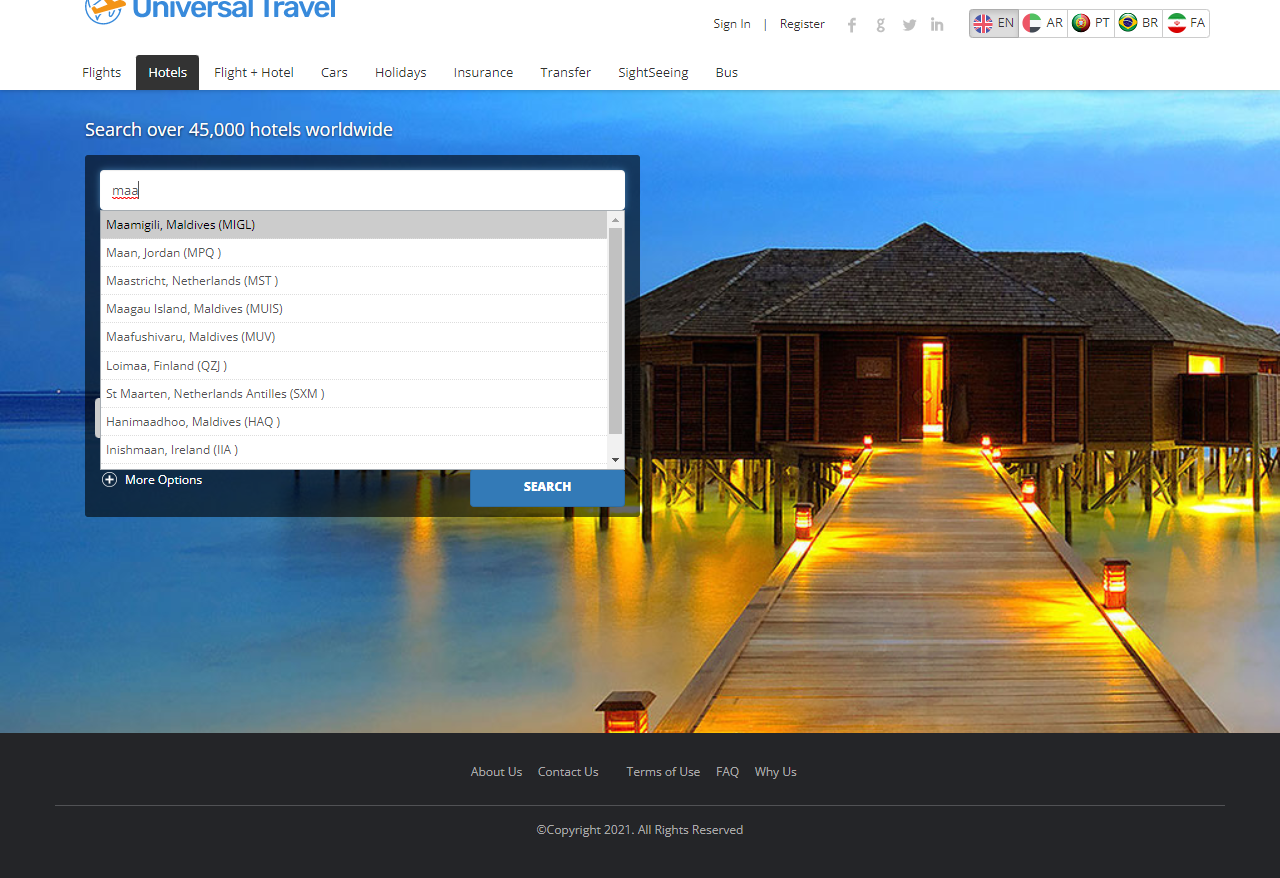 Universal Travel
Sign In | Register
EN AR PT BR FA
Flights Hotels Flight + Hotel Cars Holidays Insurance Transfer SightSeeing Bus
Search over 45,000 hotels worldwide
maa
Maamigili, Maldives (MIGL)
Maan, Jordan (MPQ )
Maastricht, Netherlands (MST )
Maagau Island, Maldives (MUIS)
Maafushivaru, Maldives (MUV)
Loimaa, Finland (QZJ )
St Maarten, Netherlands Antilles (SXM )
Hanimaadhoo, Maldives (HAQ )
Inishmaan, Ireland (IIA )
More Options
SEARCH
About Us Contact Us Terms of Use FAQ Why Us
©Copyright 2021. All Rights Reserved